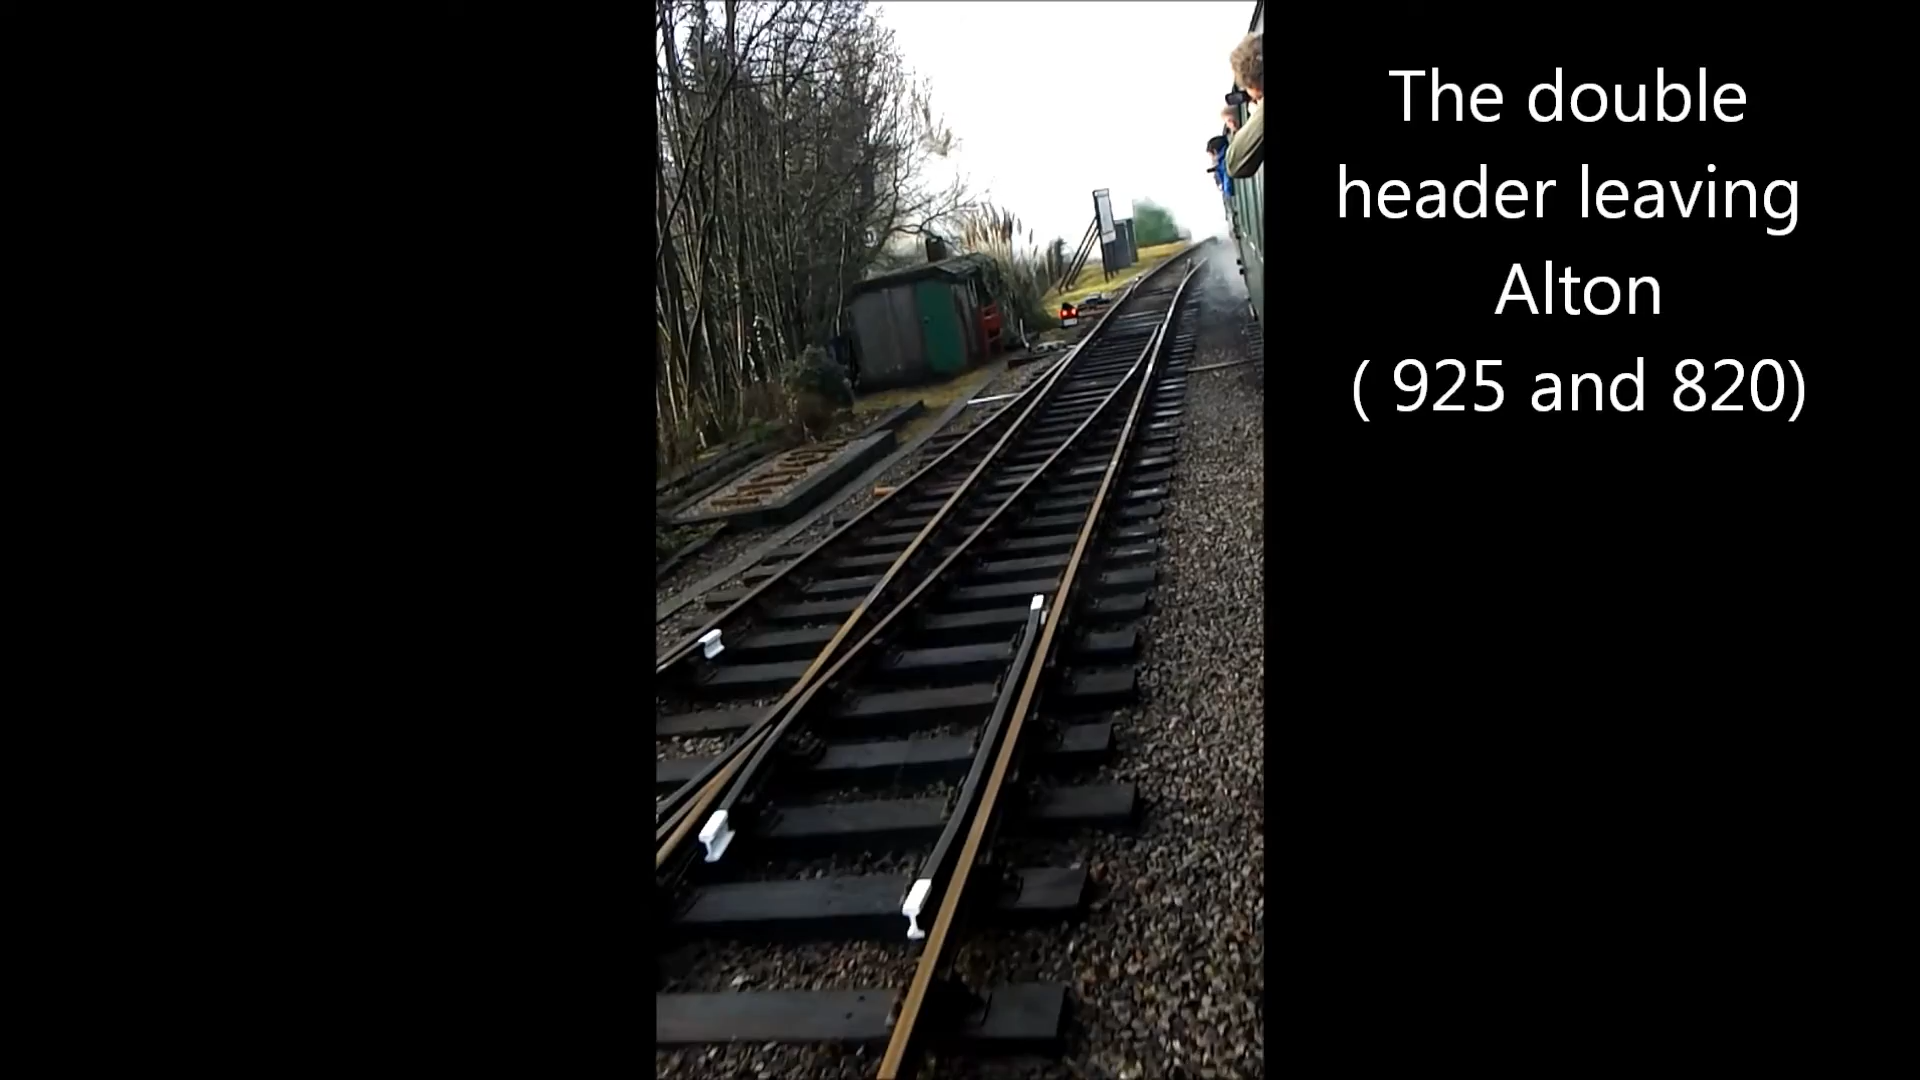 The double
header leaving
Alton
( 925 and 820)